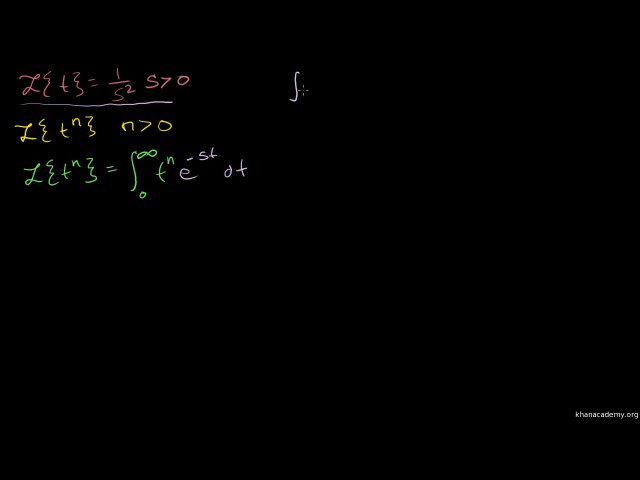 ℒ{t} = 1/s² s>0
∫
ℒ{tⁿ} n>0
ℒ{tⁿ} = ∫₀^∞ tⁿ e^(-st) dt
khanacademy.org